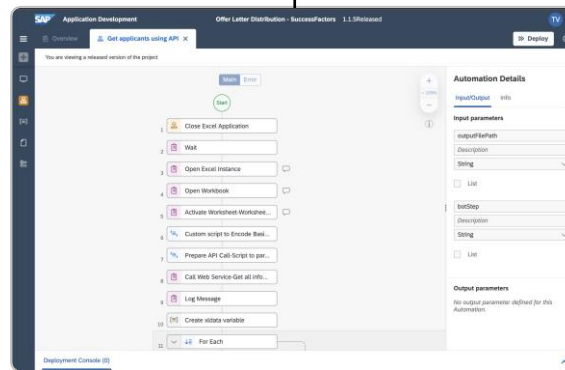 SAP Application Development
Offer Letter Distribution - SuccessFactors 1.1.5Released
TV
Overview
Get applicants using API ×
Deploy
You are viewing a released version of the project
Main Error
Start
1 Close Excel Application
2 Wait
3 Open Excel Instance
4 Open Workbook
5 Activate Worksheet-Workshee...
6 Custom script to Encode Basi...
7 Prepare API Call-Script to par...
8 Call Web Service-Get all info...
9 Log Message
10 Create xldata variable
11 For Each
Automation Details
Input/Output Info
Input parameters
outputFilePath
Description
String
List
botStep
Description
String
List
Output parameters
No output parameter defined for this
Automation.
Deployment Console (0)